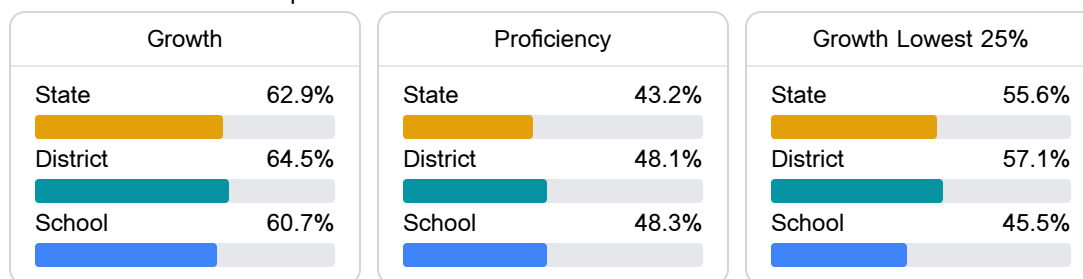 Growth
State 62.9%
District 64.5%
School 60.7%
Proficiency
State 43.2%
District 48.1%
School 48.3%
Growth Lowest 25%
State 55.6%
District 57.1%
School 45.5%